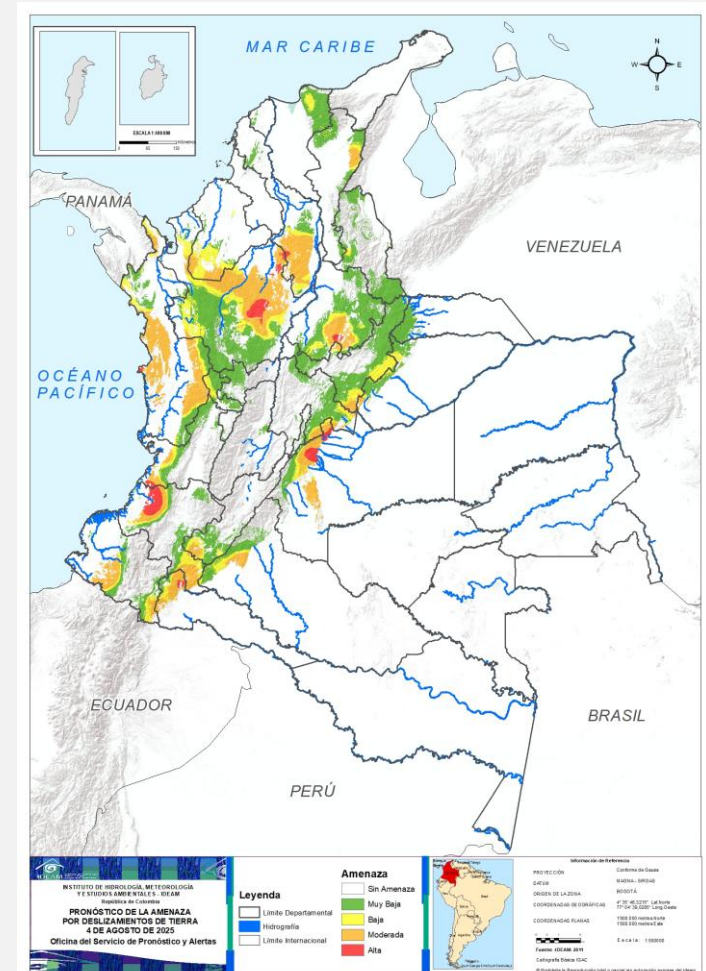 MAR CARIBE
N
W
E
S
PANAMÁ
VENEZUELA
OCÉANO
PACÍFICO
ECUADOR
BRASIL
PERÚ
IDEAM
INSTITUTO DE HIDROLOGÍA, METEOROLOGÍA
Y ESTUDIOS AMBIENTALES - IDEAM
República de Colombia
PRONÓSTICO DE LA AMENAZA
POR DESLIZAMIENTOS DE TIERRA
4 DE AGOSTO DE 2025
Oficina del Servicio de Pronóstico y Alertas
Leyenda
Límite Departamental
Hidrografía
Límite Internacional
Amenaza
Sin Amenaza
Muy Baja
Baja
Moderada
Alta
Información de Referencia
PROYECCIÓN Conforme de Gauss
DATUM MAGNA - SIRGAS
ORIGEN DE LA ZONA BOGOTÁ
COORDENADAS GEOGRÁFICAS
COORDENADAS PLANAS
Escala:
Fuente: IDEAM, 2011
Cartografía Básica IGAC